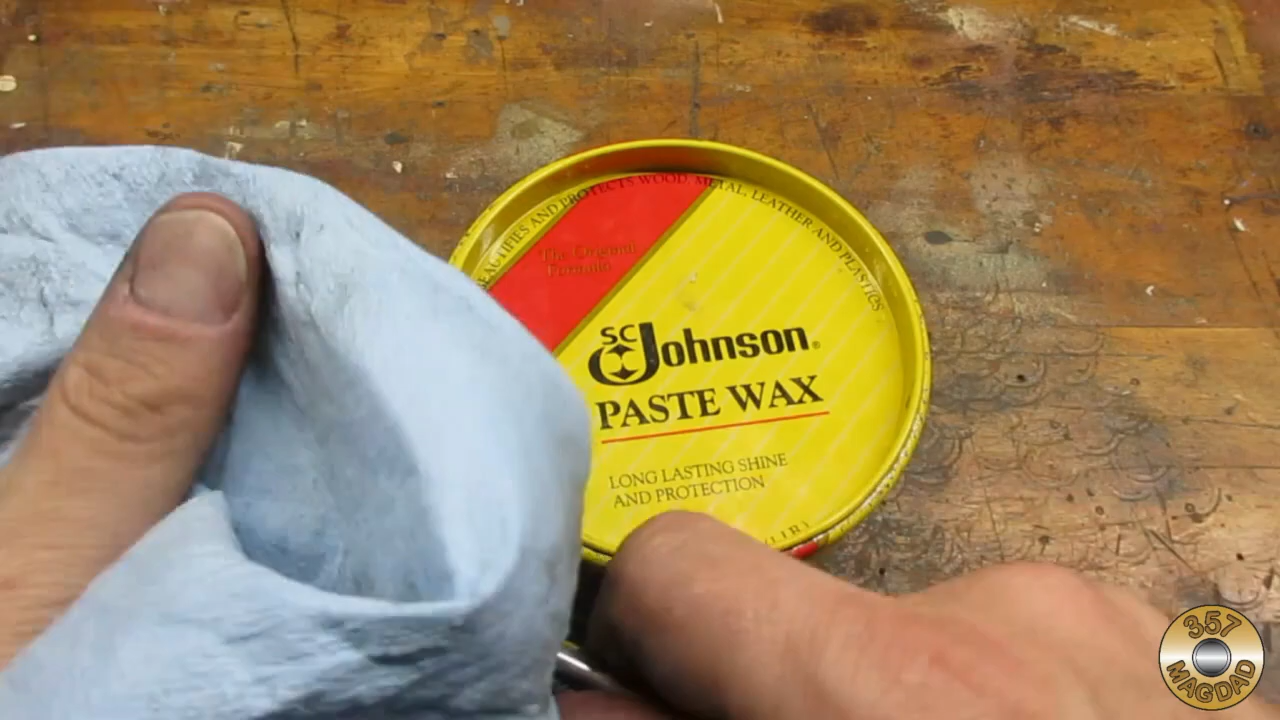 BEAUTIFIES AND PROTECTS WOOD, METAL, LEATHER AND PLASTICS
The Original
Formula
SC Johnson®
PASTE WAX
LONG LASTING SHINE
AND PROTECTION
357
MAGDAD